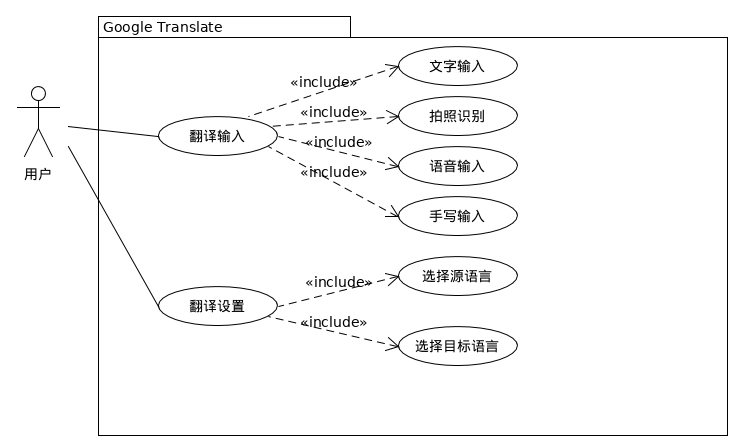 Google Translate
用户
翻译输入
«include»
文字输入
«include»
拍照识别
«include»
语音输入
«include»
手写输入
翻译设置
«include»
选择源语言
«include»
选择目标语言